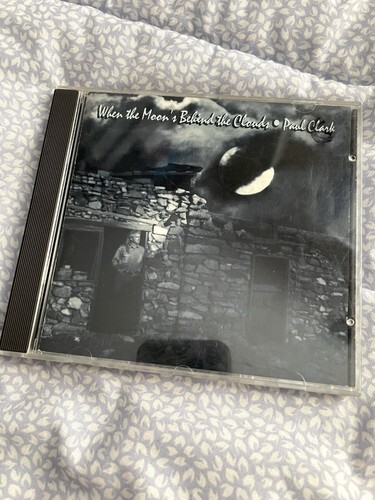 When the Moon's Behind the Clouds • Paul Clark